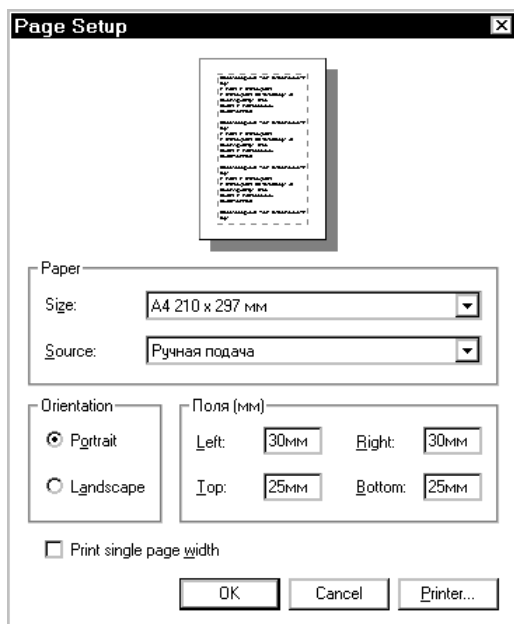 Page Setup
Paper
Size: A4 210 x 297 мм
Source: Ручная подача
Orientation
Portrait
Landscape
Поля (мм)
Left: 30мм Right: 30мм
Top: 25мм Bottom: 25мм
Print single page width
OK Cancel Printer...